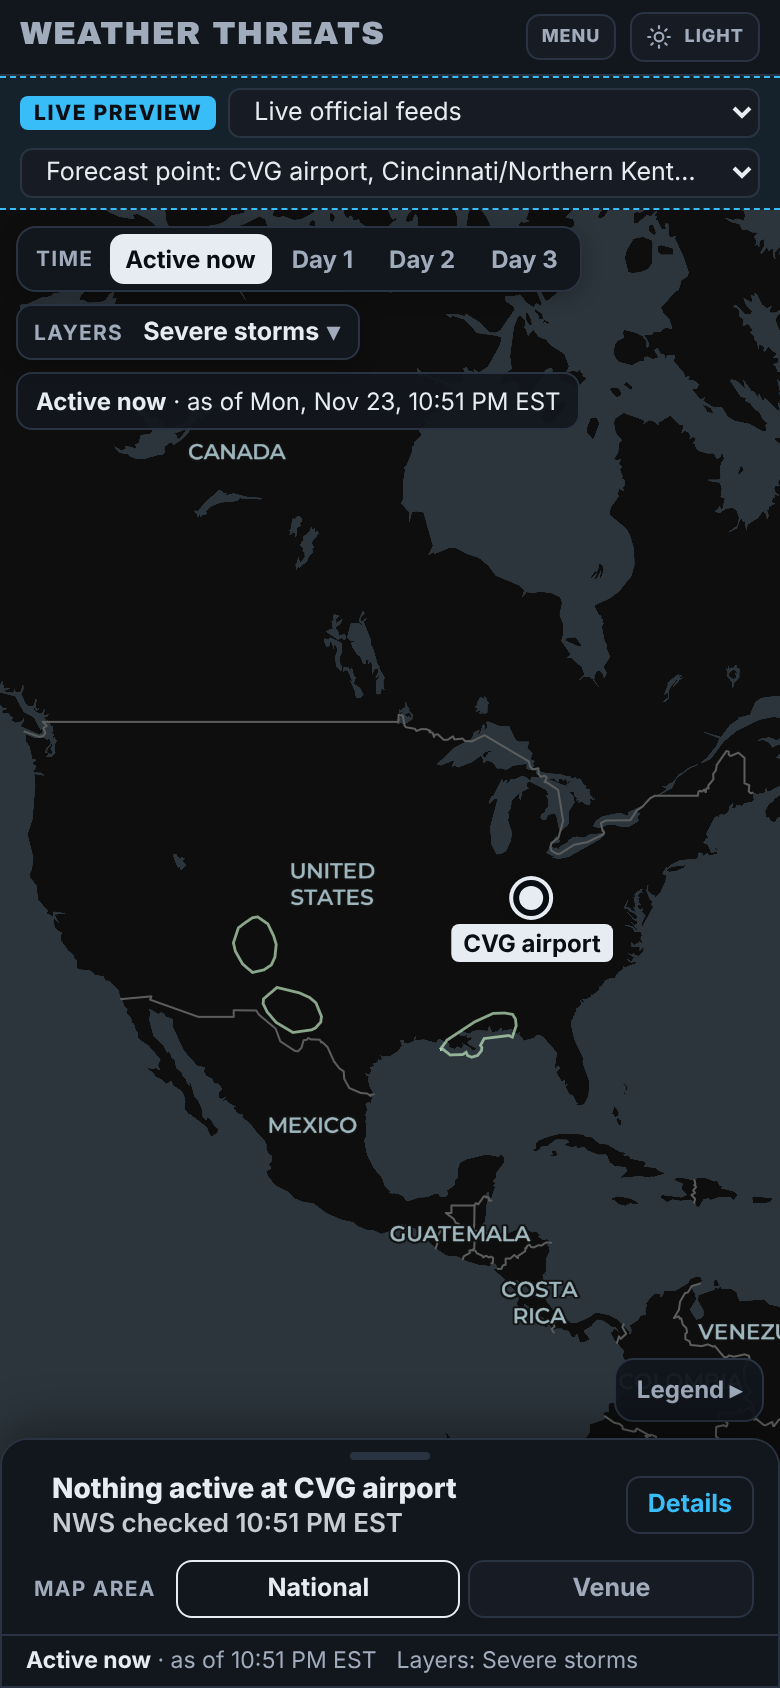 WEATHER THREATS
MENU
LIGHT
LIVE PREVIEW
Live official feeds
Forecast point: CVG airport, Cincinnati/Northern Kent...
TIME Active now Day 1 Day 2 Day 3
LAYERS Severe storms ▾
Active now · as of Mon, Nov 23, 10:51 PM EST
CANADA
UNITED
STATES
CVG airport
MEXICO
GUATEMALA
COSTA
RICA
VENEZU
COLOMBIA
Legend ▸
Nothing active at CVG airport
NWS checked 10:51 PM EST
Details
MAP AREA National Venue
Active now · as of 10:51 PM EST Layers: Severe storms